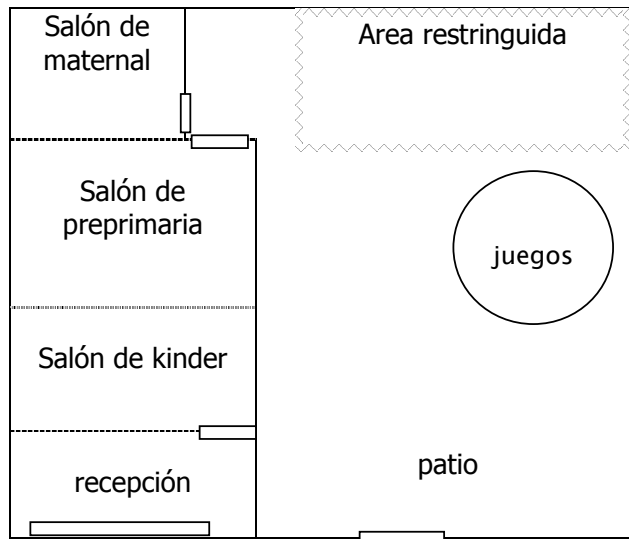 Salón de
maternal
Area restringuida
Salón de
preprimaria
juegos
Salón de kinder
patio
recepción